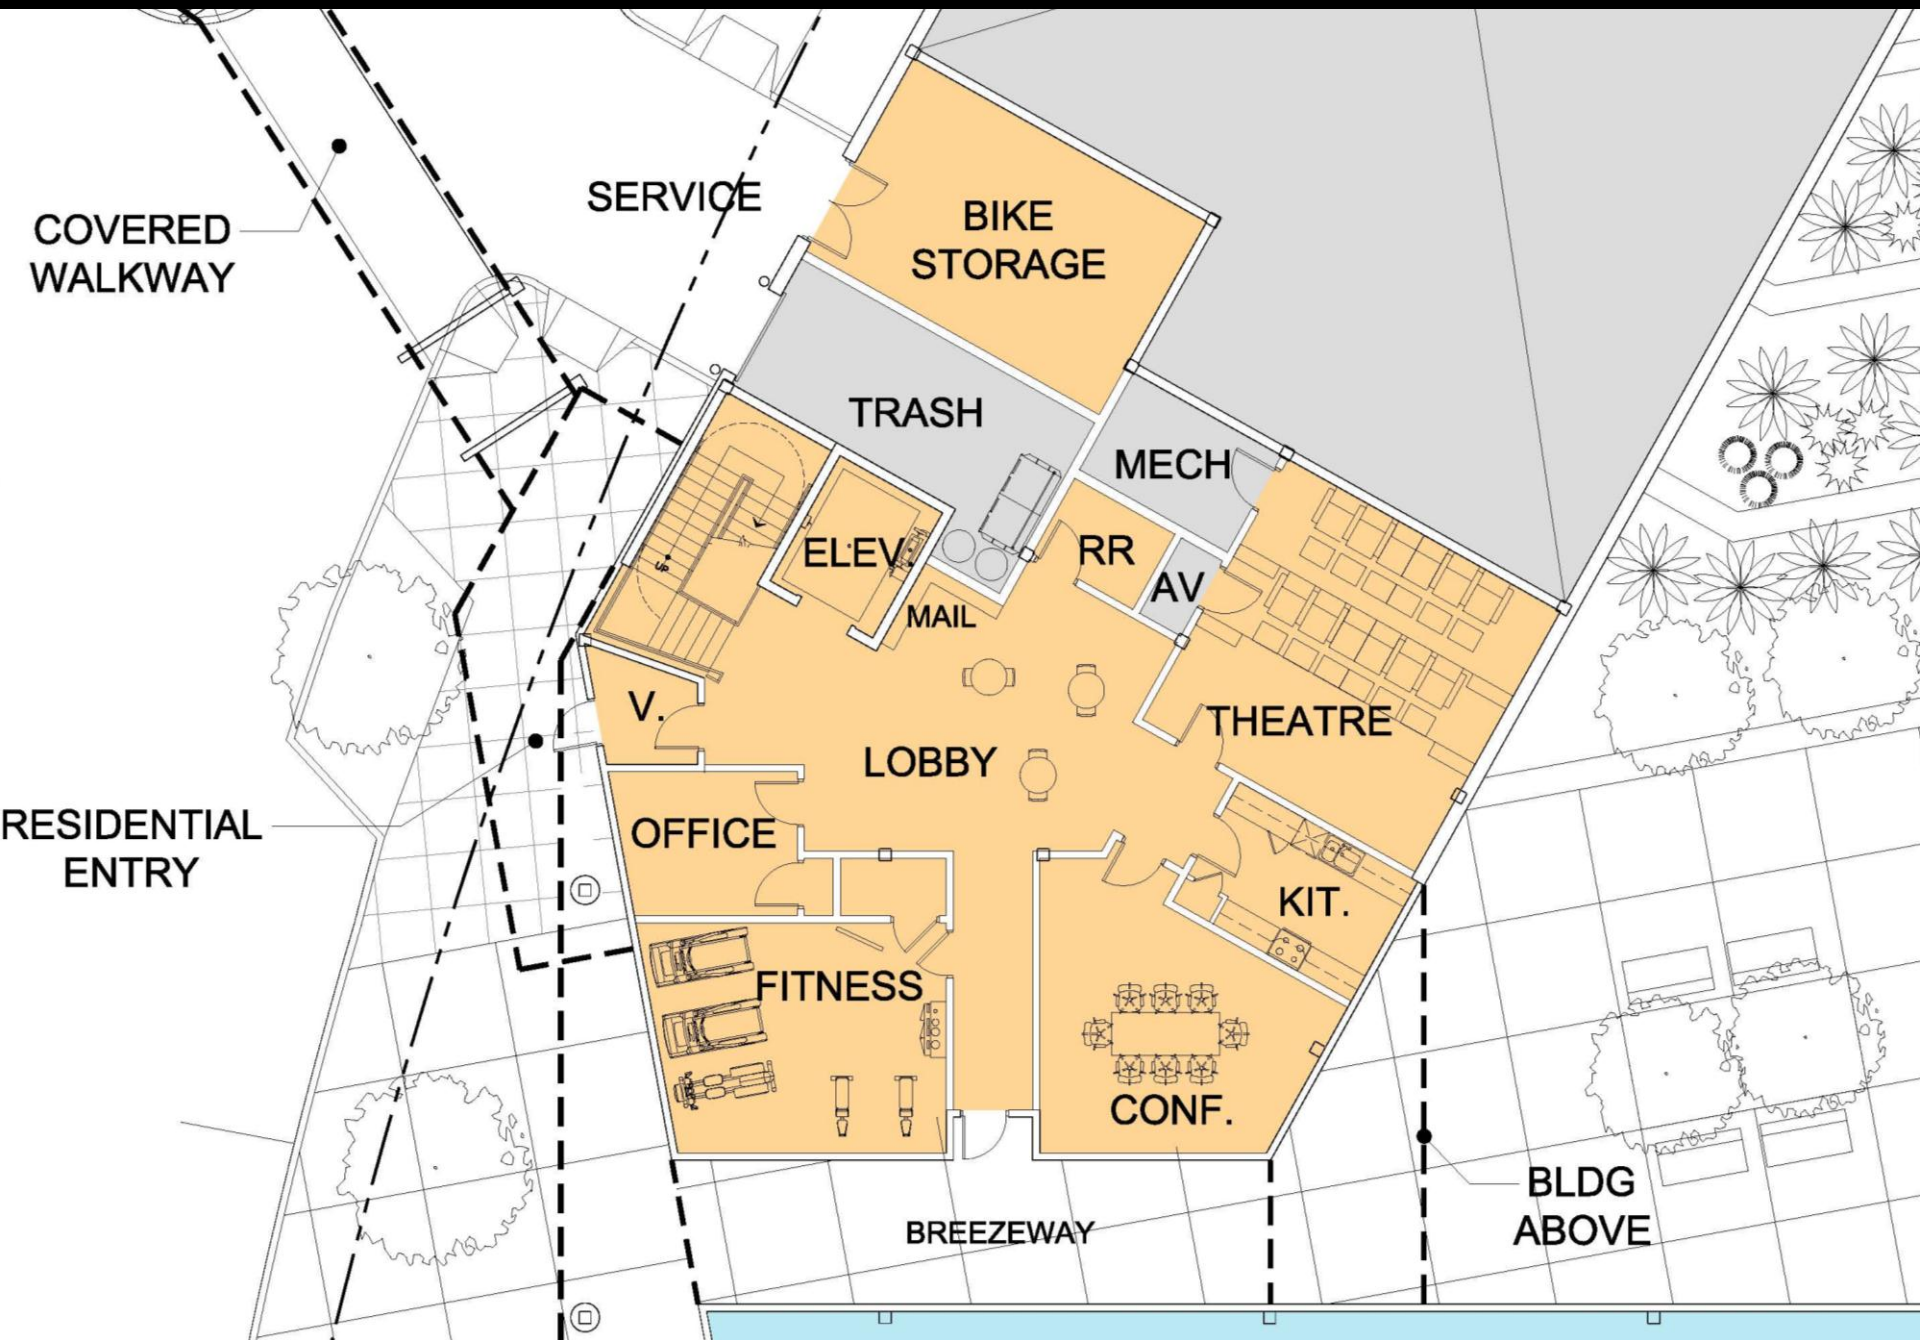 SERVICE
BIKE
STORAGE
COVERED
WALKWAY
TRASH
MECH
ELEV.
RR
AV
UP
MAIL
V.
THEATRE
LOBBY
RESIDENTIAL
ENTRY
OFFICE
KIT.
FITNESS
CONF.
BLDG
ABOVE
BREEZEWAY